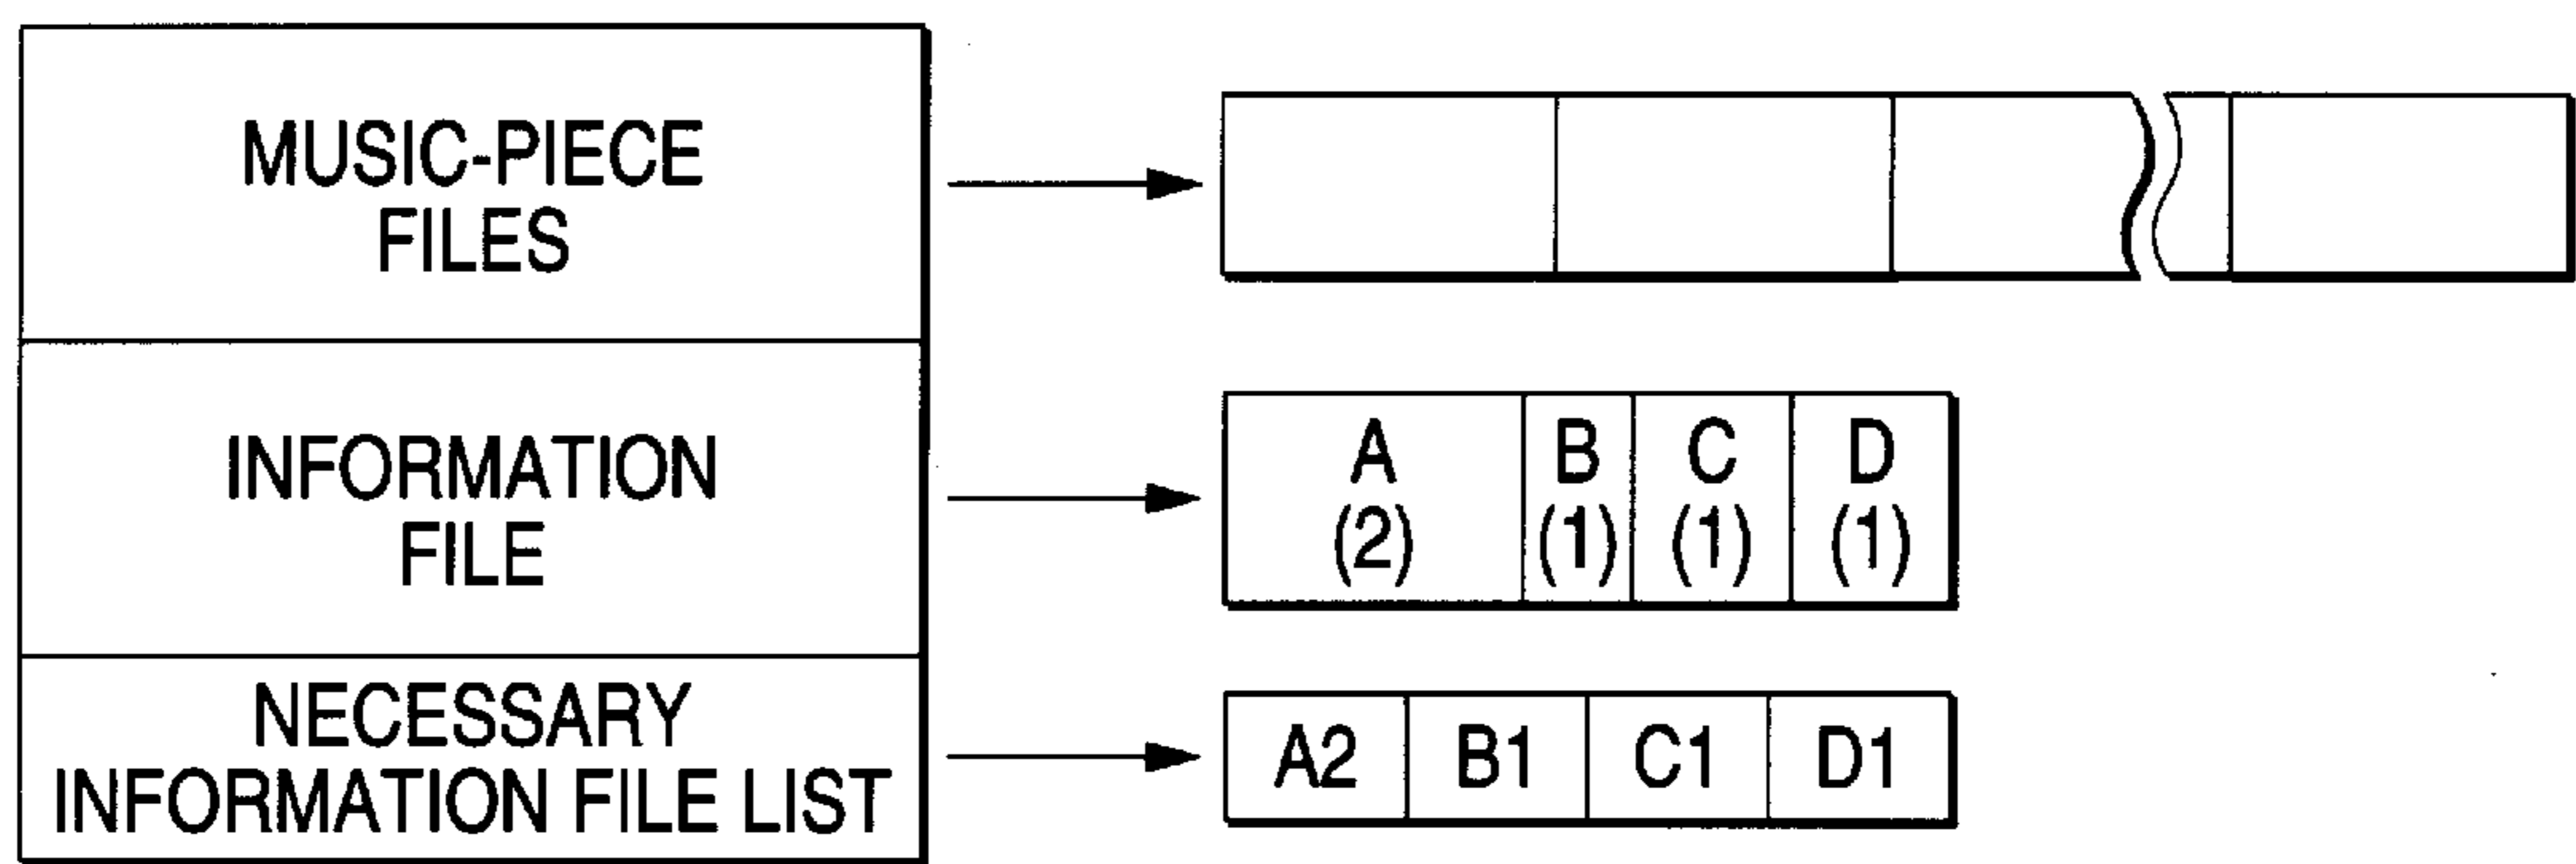 MUSIC-PIECE
FILES
INFORMATION
FILE
A B C D
(2) (1) (1) (1)
NECESSARY
INFORMATION FILE LIST
A2 B1 C1 D1